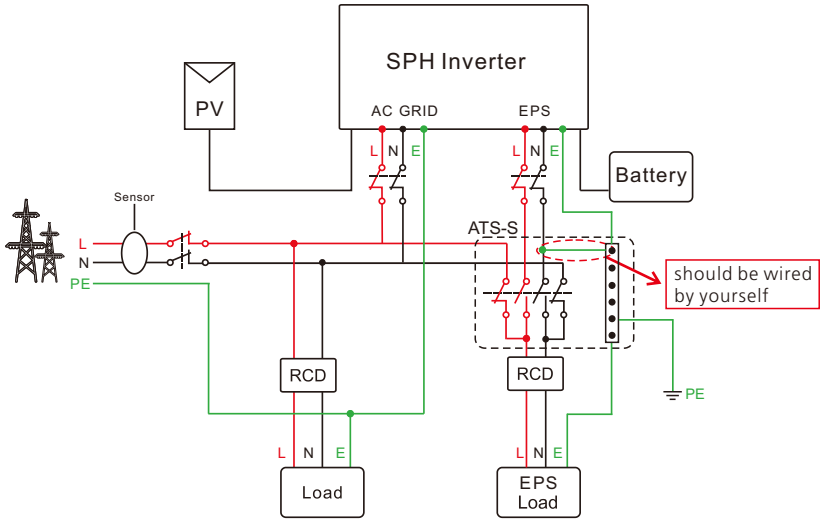 SPH Inverter
PV
AC GRID
EPS
L N E
L N E
Battery
Sensor
ATS-S
L
N
PE
should be wired
by yourself
RCD
RCD
PE
L N E
L N E
Load
EPS
Load